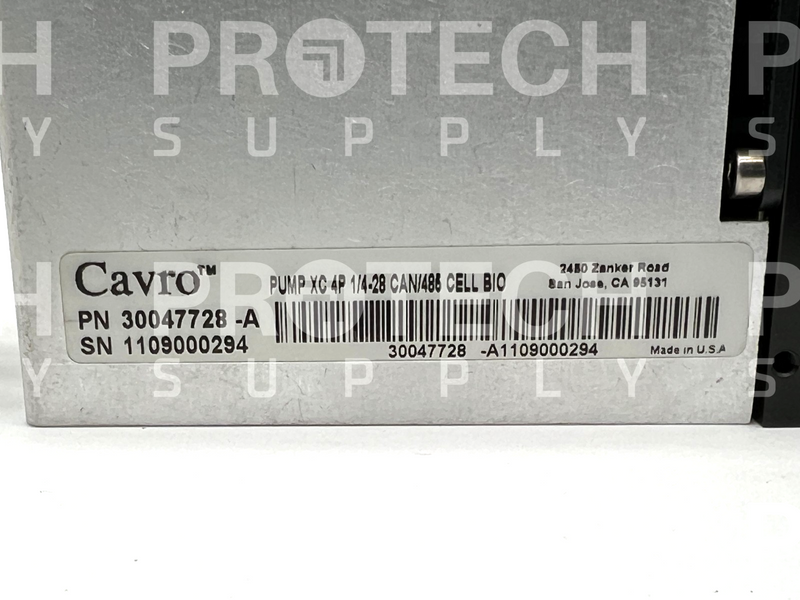 PROTECH
SUPPLY
Cavro™
PUMP XC 4P 1/4-28 CAN/485 CELL BIO
2450 Zanker Road
San Jose, CA 95131
PN 30047728 -A
SN 1109000294
30047728 -A1109000294
Made in U.S.A
PROTECH
SUPPLY